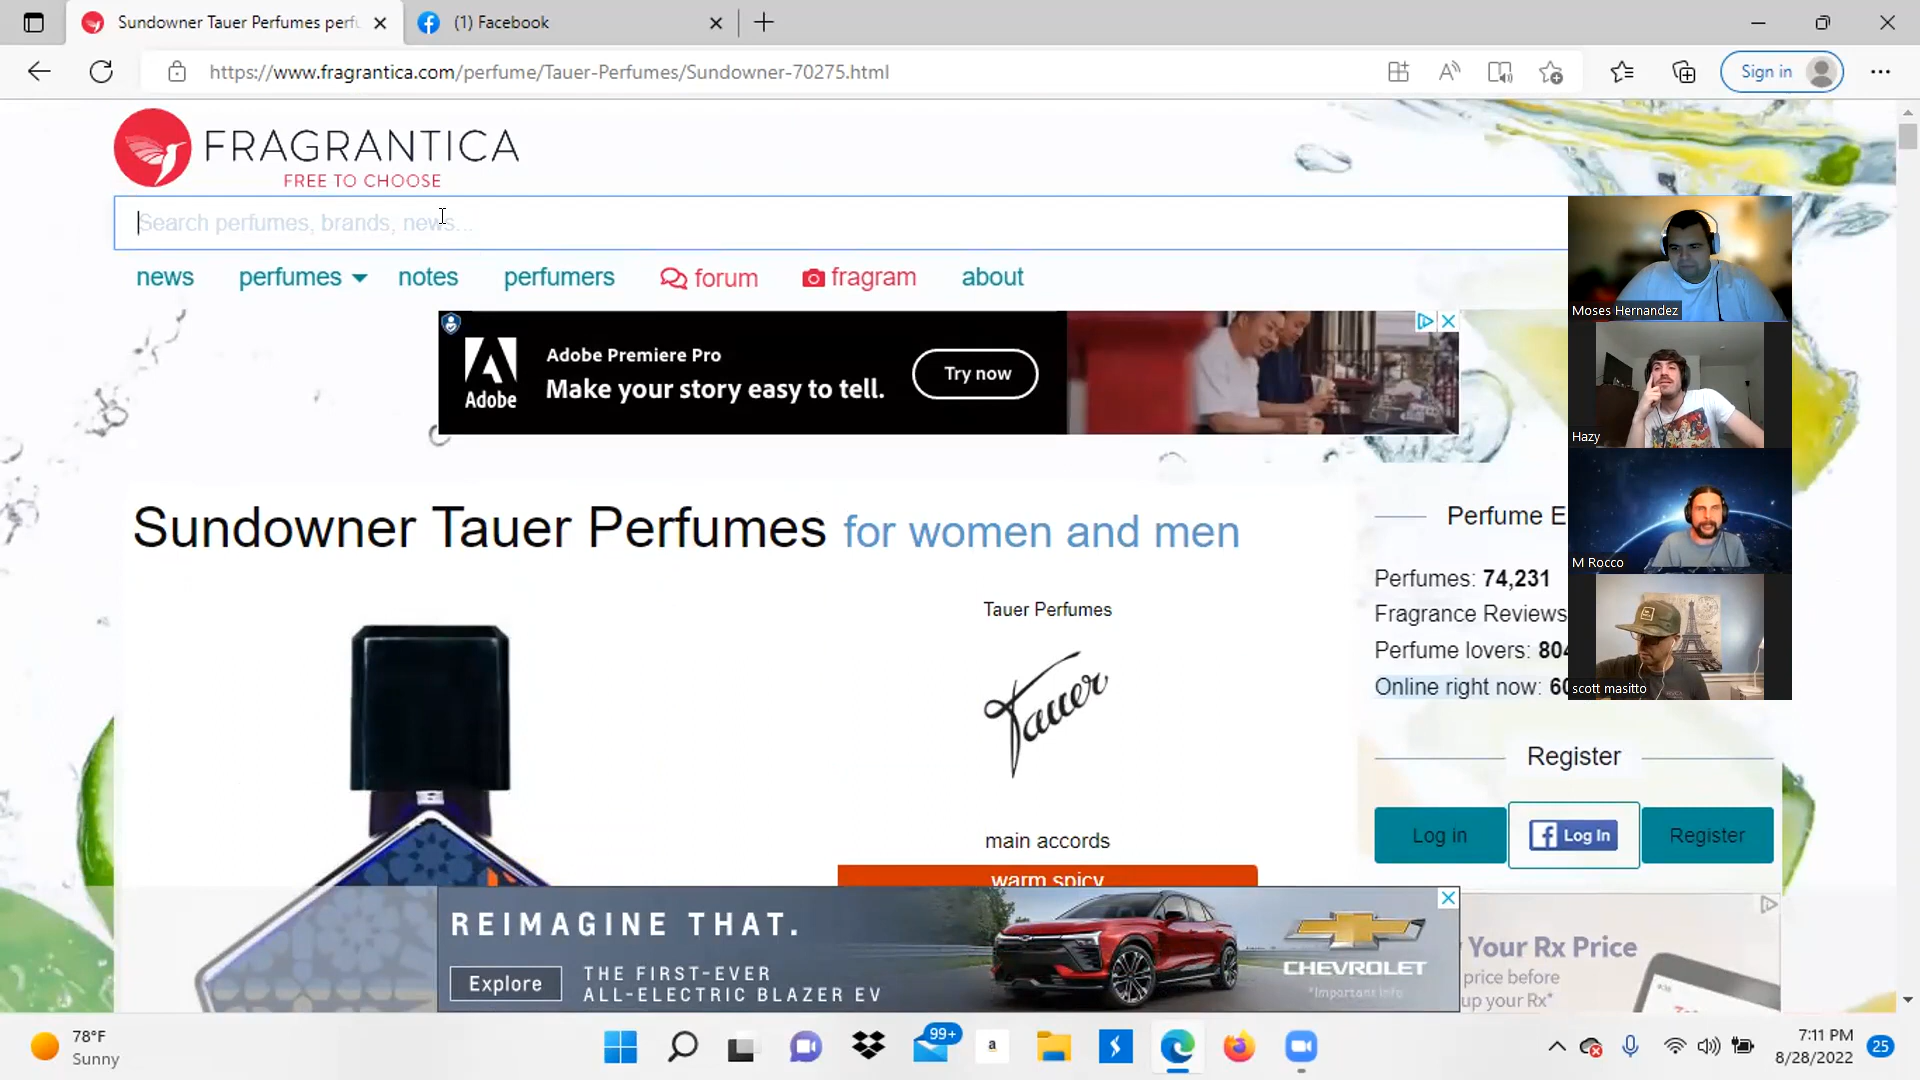 Sundowner Tauer Perfumes perfu
(1) Facebook
https://www.fragrantica.com/perfume/Tauer-Perfumes/Sundowner-70275.html
Sign in
FRAGRANTICA
FREE TO CHOOSE
Search perfumes, brands, news...
news perfumes notes perfumers forum fragram about
Moses Hernandez
Adobe Premiere Pro
Make your story easy to tell.
Adobe
Try now
Hazy
Sundowner Tauer Perfumes for women and men
Perfume E
M Rocco
Perfumes: 74,231
Fragrance Reviews
Perfume lovers: 804
Online right now: 60
scott masitto
Tauer Perfumes
Tauer
Register
Log in
Log In
Register
main accords
warm spicy
REIMAGINE THAT.
Explore
THE FIRST-EVER
ALL-ELECTRIC BLAZER EV
CHEVROLET
*Important Info
Your Rx Price
price before
up your Rx*
78°F
Sunny
99+
a
7:11 PM
8/28/2022
25